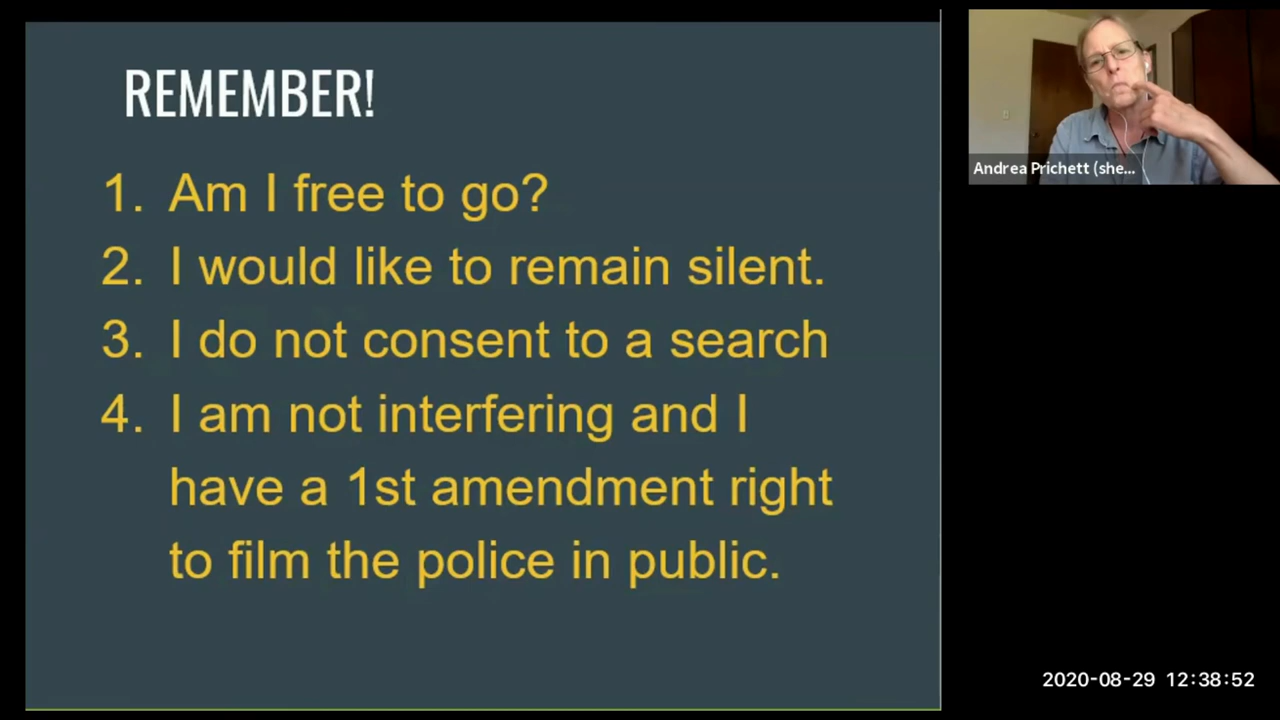 REMEMBER!
1. Am I free to go?
2. I would like to remain silent.
3. I do not consent to a search
4. I am not interfering and I
have a 1st amendment right
to film the police in public.
Andrea Prichett (she...
2020-08-29 12:38:52